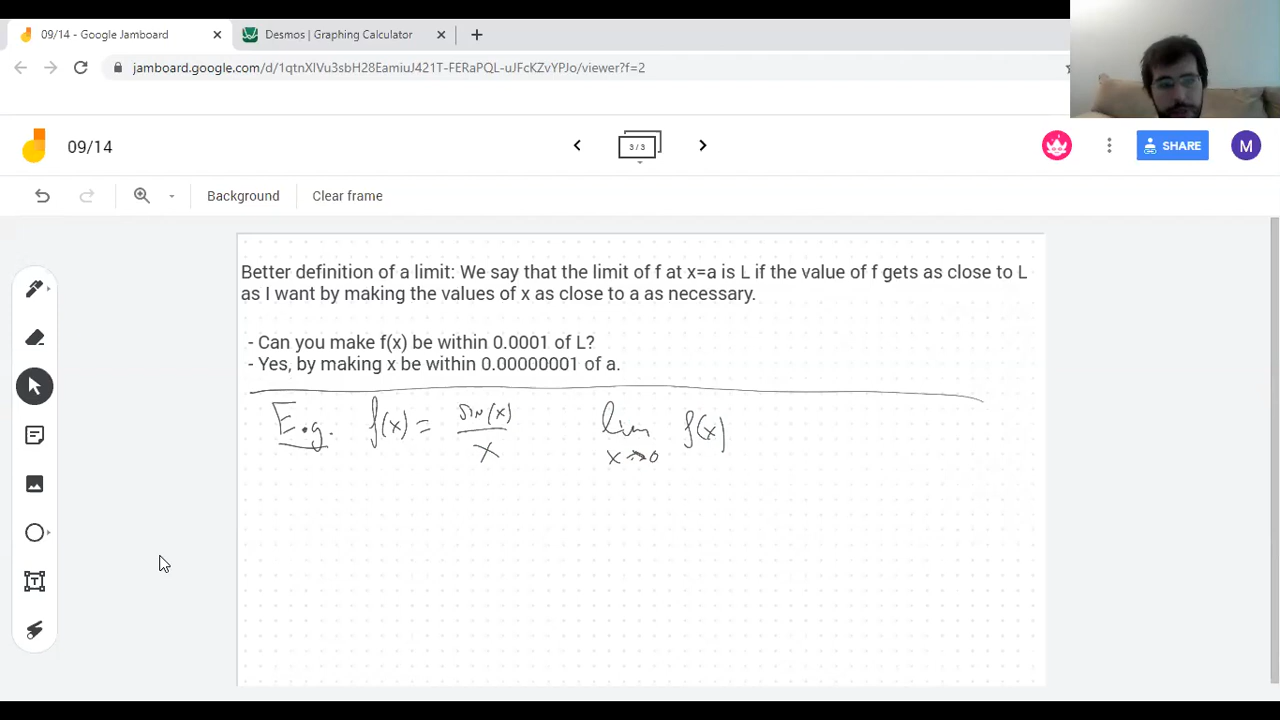 09/14 - Google Jamboard
Desmos | Graphing Calculator
jamboard.google.com/d/1qtnXIVu3sbH28EamiuJ421T-FERaPQL-uJFcKZvYPJo/viewer?f=2
09/14
3 / 3
SHARE
M
Background
Clear frame
Better definition of a limit: We say that the limit of f at x=a is L if the value of f gets as close to L
as I want by making the values of x as close to a as necessary.
- Can you make f(x) be within 0.0001 of L?
- Yes, by making x be within 0.00000001 of a.
E.g. f(x) = sin(x)/x lim x→0 f(x)